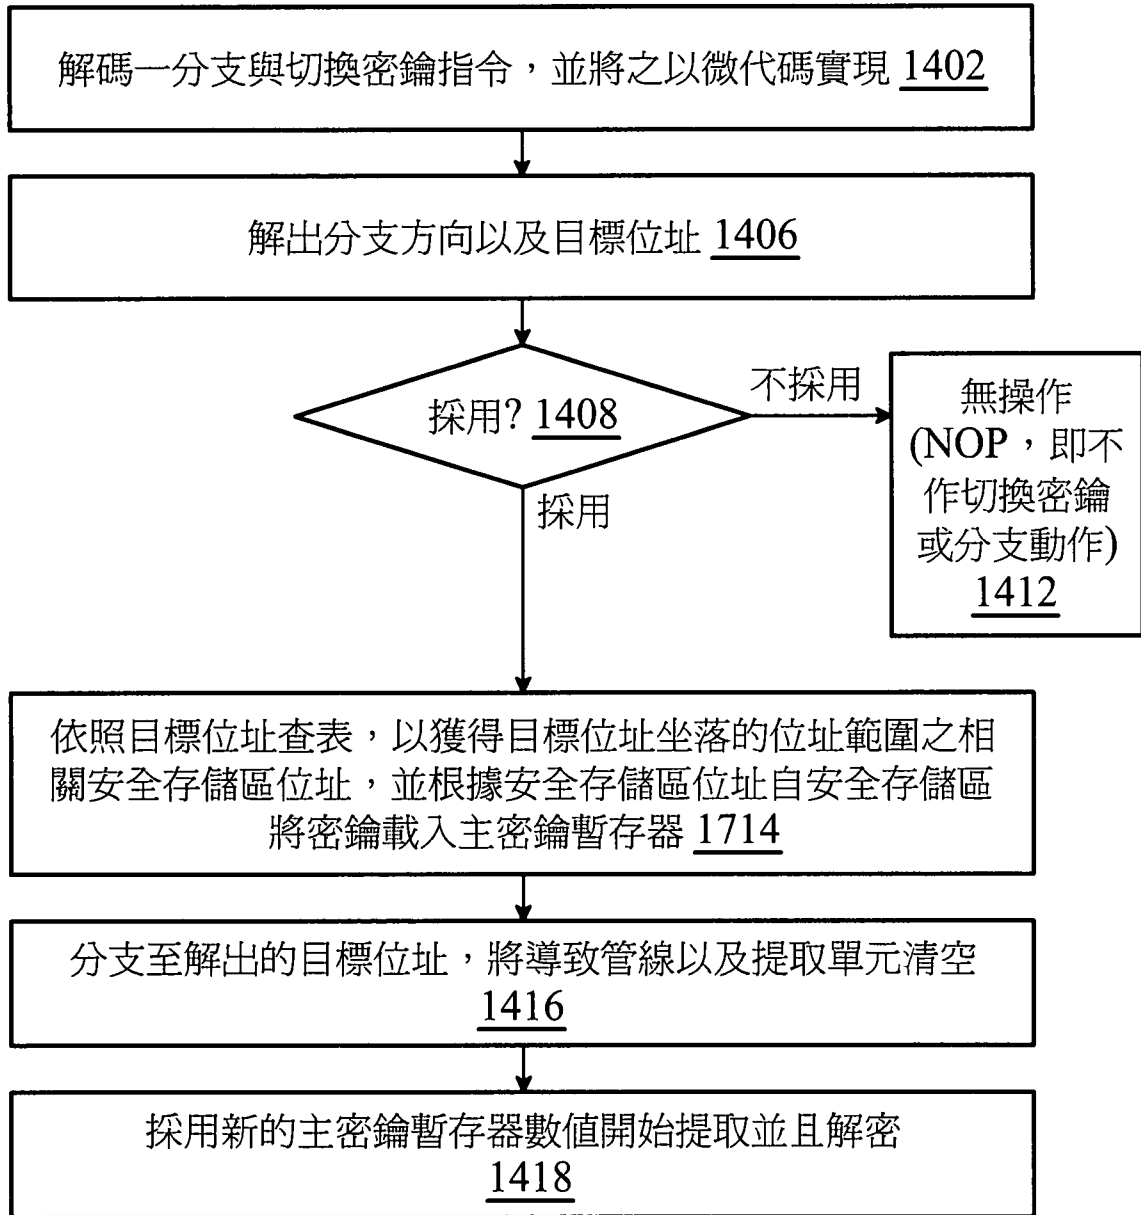 解碼一分支與切換密鑰指令，並將之以微代碼實現 1402
解出分支方向以及目標位址 1406
採用? 1408
不採用
無操作
(NOP，即不
作切換密鑰
或分支動作)
1412
採用
依照目標位址查表，以獲得目標位址坐落的位址範圍之相
關安全存儲區位址，並根據安全存儲區位址自安全存儲區
將密鑰載入主密鑰暫存器 1714
分支至解出的目標位址，將導致管線以及提取單元清空
1416
採用新的主密鑰暫存器數值開始提取並且解密
1418